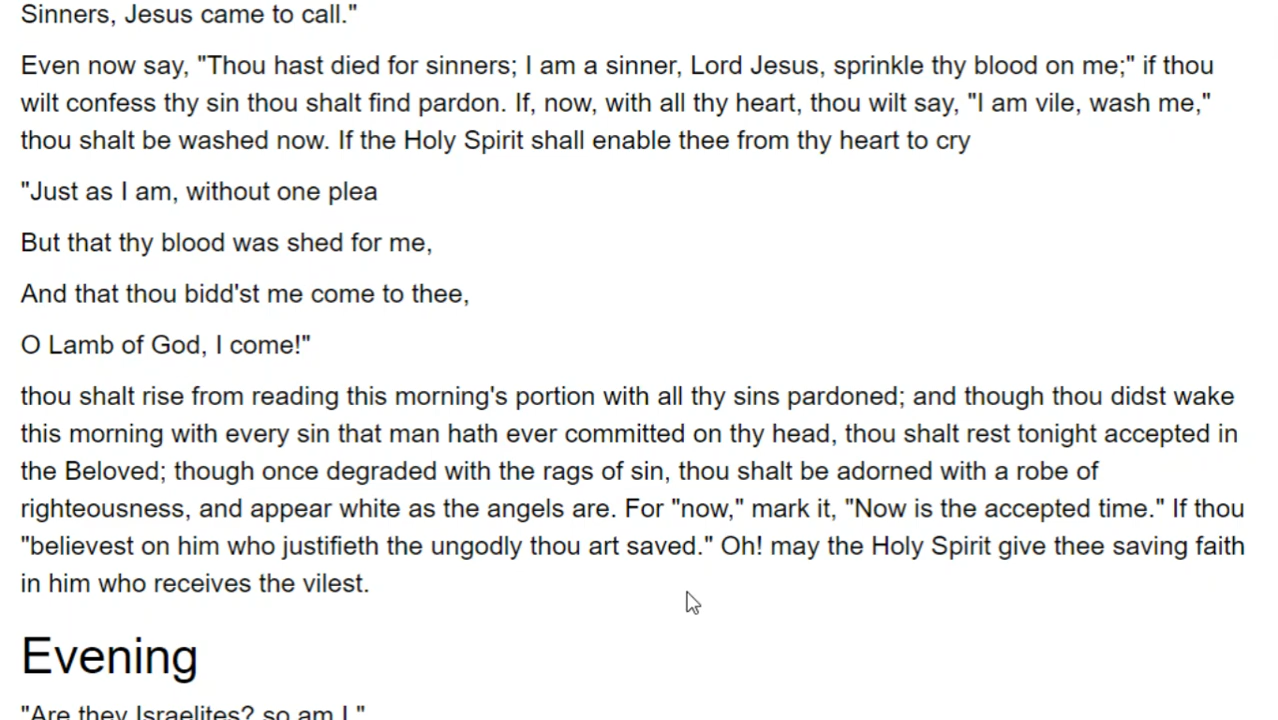 Sinners, Jesus came to call."
Even now say, "Thou hast died for sinners; I am a sinner, Lord Jesus, sprinkle thy blood on me;" if thou
wilt confess thy sin thou shalt find pardon. If, now, with all thy heart, thou wilt say, "I am vile, wash me,"
thou shalt be washed now. If the Holy Spirit shall enable thee from thy heart to cry
"Just as I am, without one plea
But that thy blood was shed for me,
And that thou bidd'st me come to thee,
O Lamb of God, I come!"
thou shalt rise from reading this morning's portion with all thy sins pardoned; and though thou didst wake
this morning with every sin that man hath ever committed on thy head, thou shalt rest tonight accepted in
the Beloved; though once degraded with the rags of sin, thou shalt be adorned with a robe of
righteousness, and appear white as the angels are. For "now," mark it, "Now is the accepted time." If thou
"believest on him who justifieth the ungodly thou art saved." Oh! may the Holy Spirit give thee saving faith
in him who receives the vilest.
Evening
"Are they Israelites? so am I."